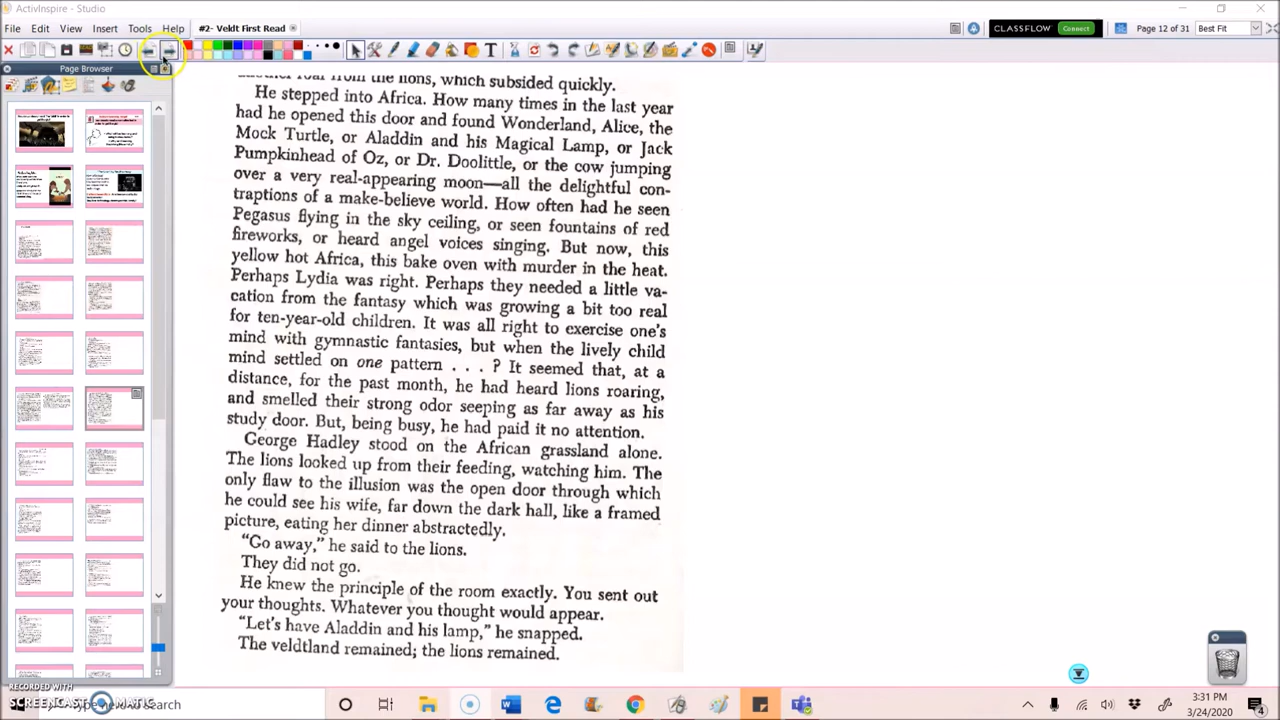 ActivInspire - Studio
File Edit View Insert Tools Help #2- Veldt First Read
CLASSFLOW Connect Page 12 of 31 Best Fit
Page Browser
another roar from the lions, which subsided quickly.
He stepped into Africa. How many times in the last year
had he opened this door and found Wonderland, Alice, the
Mock Turtle, or Aladdin and his Magical Lamp, or Jack
Pumpkinhead of Oz, or Dr. Doolittle, or the cow jumping
over a very real-appearing moon—all the delightful con-
traptions of a make-believe world. How often had he seen
Pegasus flying in the sky ceiling, or seen fountains of red
fireworks, or heard angel voices singing. But now, this
yellow hot Africa, this bake oven with murder in the heat.
Perhaps Lydia was right. Perhaps they needed a little va-
cation from the fantasy which was growing a bit too real
for ten-year-old children. It was all right to exercise one's
mind with gymnastic fantasies, but when the lively child
mind settled on one pattern . . . ? It seemed that, at a
distance, for the past month, he had heard lions roaring,
and smelled their strong odor seeping as far away as his
study door. But, being busy, he had paid it no attention.
George Hadley stood on the African grassland alone.
The lions looked up from their feeding, watching him. The
only flaw to the illusion was the open door through which
he could see his wife, far down the dark hall, like a framed
picture, eating her dinner abstractedly.
"Go away," he said to the lions.
They did not go.
He knew the principle of the room exactly. You sent out
your thoughts. Whatever you thought would appear.
"Let's have Aladdin and his lamp," he snapped.
The veldtland remained; the lions remained.
RECORDED WITH
SCREENCAST MATIC
Type here to search
3:31 PM
3/24/2020
4